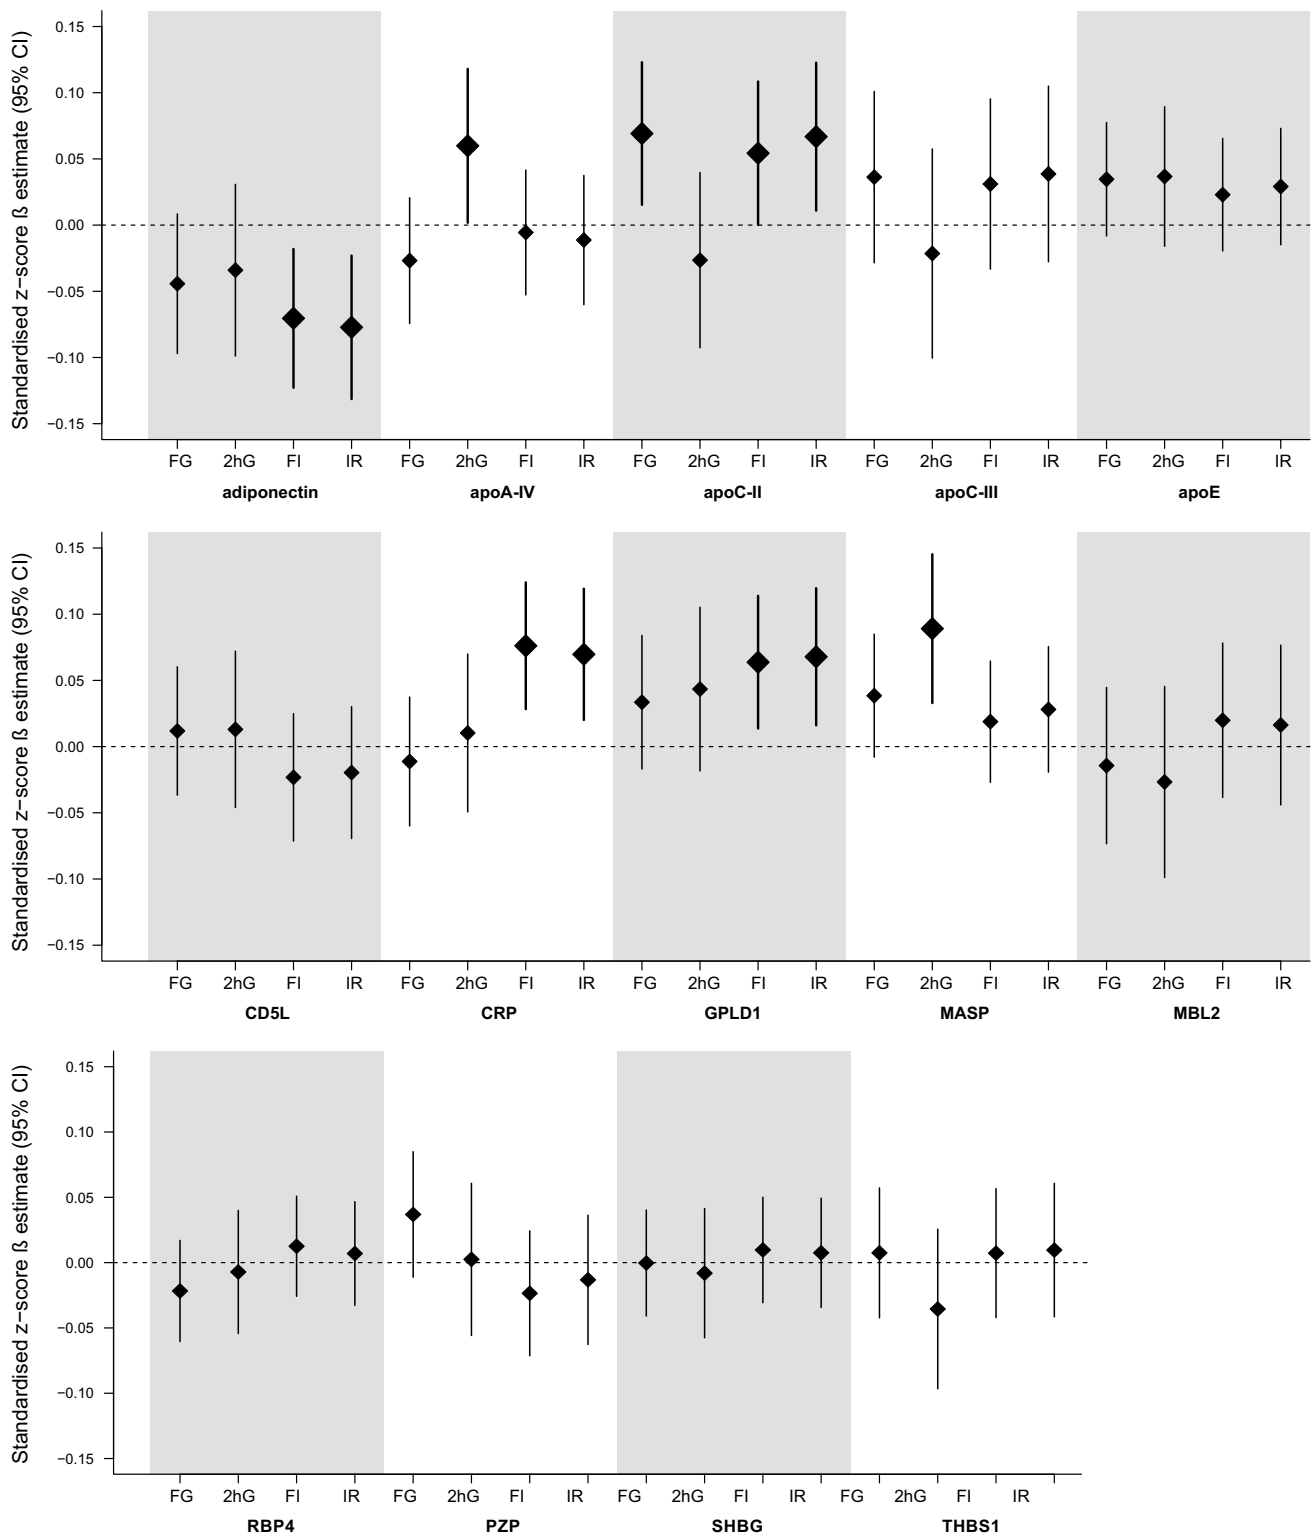 Standardised z−score ß estimate (95% CI)
0.15
0.10
0.05
0.00
−0.05
−0.10
−0.15
FG 2hG FI IR FG 2hG FI IR FG 2hG FI IR FG 2hG FI IR FG 2hG FI IR
adiponectin apoA-IV apoC-II apoC-III apoE
Standardised z−score ß estimate (95% CI)
0.15
0.10
0.05
0.00
−0.05
−0.10
−0.15
FG 2hG FI IR FG 2hG FI IR FG 2hG FI IR FG 2hG FI IR FG 2hG FI IR
CD5L CRP GPLD1 MASP MBL2
Standardised z−score ß estimate (95% CI)
0.15
0.10
0.05
0.00
−0.05
−0.10
−0.15
FG 2hG FI IR FG 2hG FI IR FG 2hG FI IR FG 2hG FI IR
RBP4 PZP SHBG THBS1